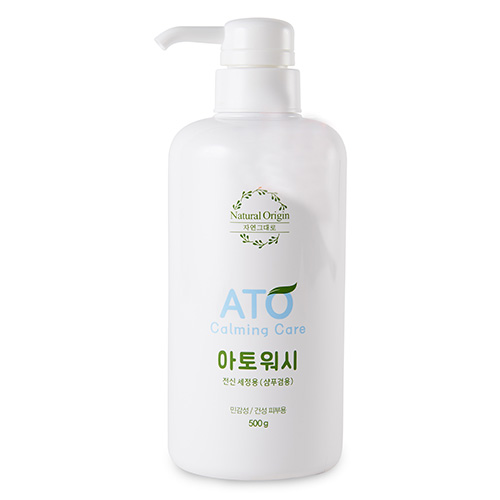 Natural Origin
자연그대로
ATO
Calming Care
아토워시
전신 세정용 (샴푸겸용)
민감성 / 건성 피부용
500g